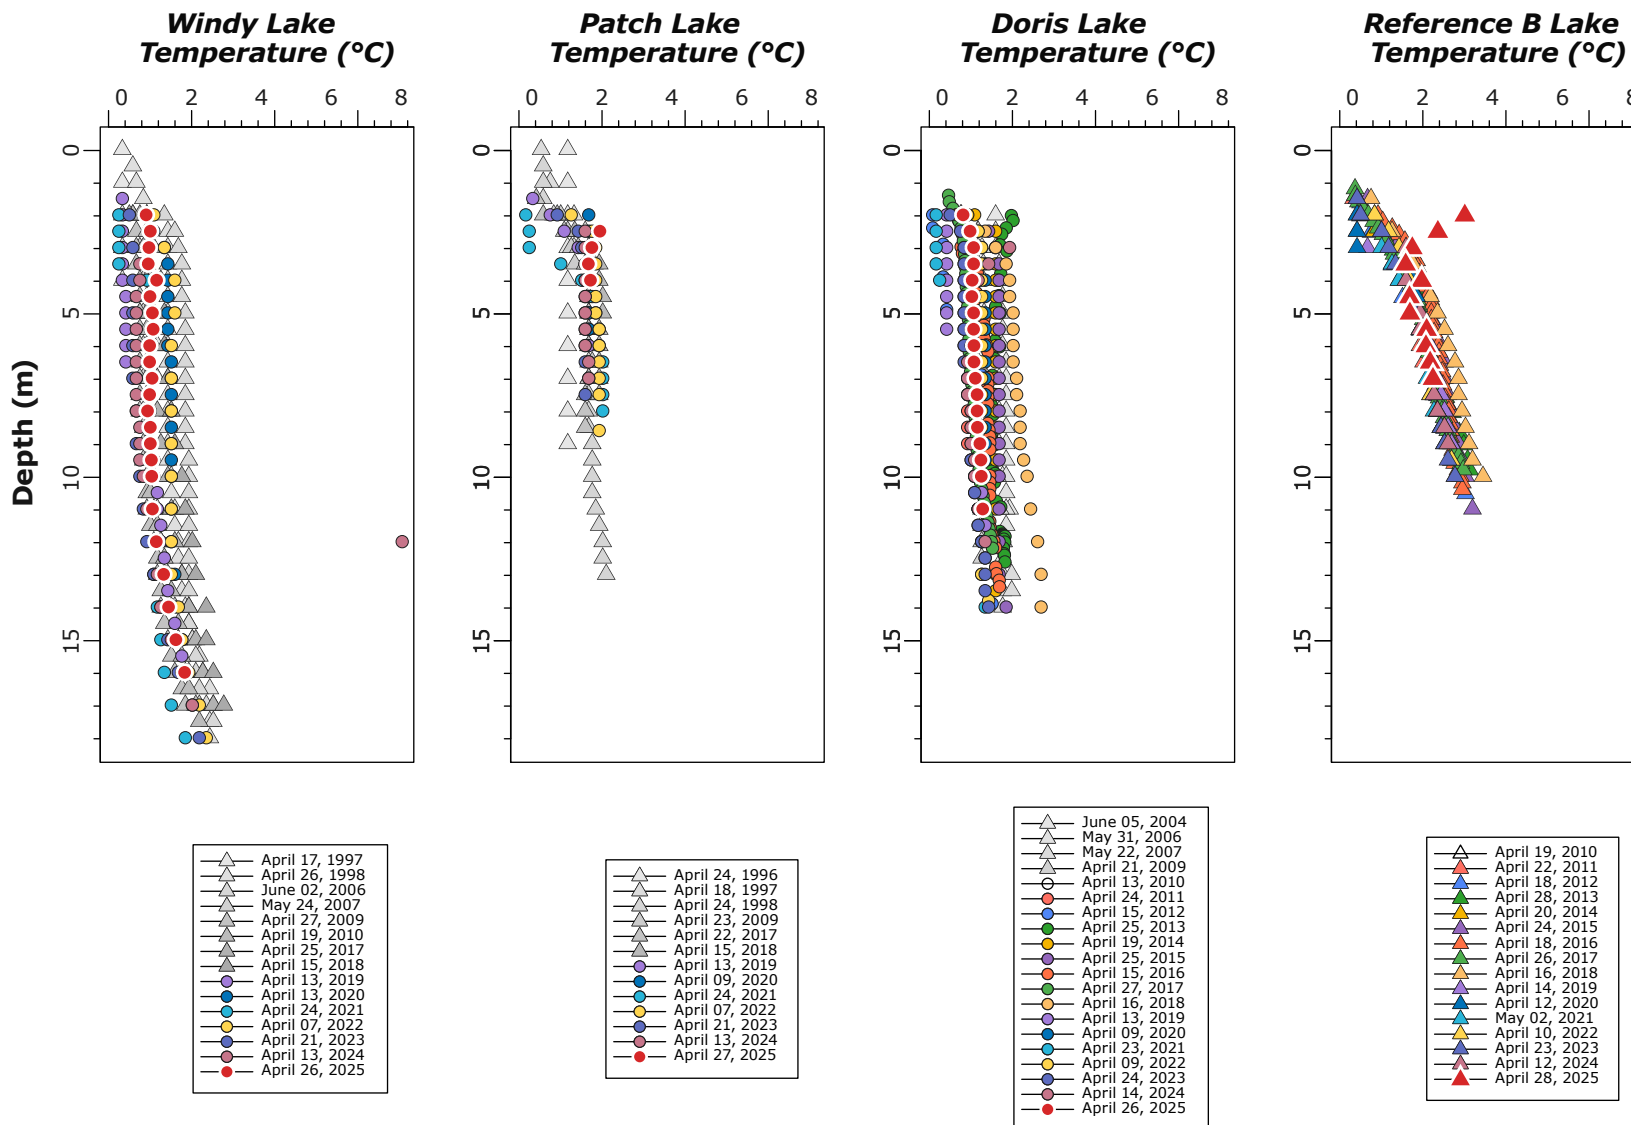 Windy Lake
Temperature (°C)
Patch Lake
Temperature (°C)
Doris Lake
Temperature (°C)
Reference B Lake
Temperature (°C)
0 2 4 6 8
0 2 4 6 8
0 2 4 6 8
0 2 4 6 8
Depth (m)
0
5
10
15
0
5
10
15
0
5
10
15
0
5
10
15
April 17, 1997
April 26, 1998
June 02, 2006
May 24, 2007
April 27, 2009
April 19, 2010
April 25, 2017
April 15, 2018
April 13, 2019
April 13, 2020
April 24, 2021
April 07, 2022
April 21, 2023
April 13, 2024
April 26, 2025
April 24, 1996
April 18, 1997
April 24, 1998
April 23, 2009
April 22, 2017
April 15, 2018
April 13, 2019
April 09, 2020
April 24, 2021
April 07, 2022
April 21, 2023
April 13, 2024
April 27, 2025
June 05, 2004
May 31, 2006
May 22, 2007
April 21, 2009
April 13, 2010
April 24, 2011
April 15, 2012
April 25, 2013
April 19, 2014
April 25, 2015
April 15, 2016
April 27, 2017
April 16, 2018
April 13, 2019
April 09, 2020
April 23, 2021
April 09, 2022
April 24, 2023
April 14, 2024
April 26, 2025
April 19, 2010
April 22, 2011
April 18, 2012
April 28, 2013
April 20, 2014
April 24, 2015
April 18, 2016
April 26, 2017
April 16, 2018
April 14, 2019
April 12, 2020
May 02, 2021
April 10, 2022
April 23, 2023
April 12, 2024
April 28, 2025